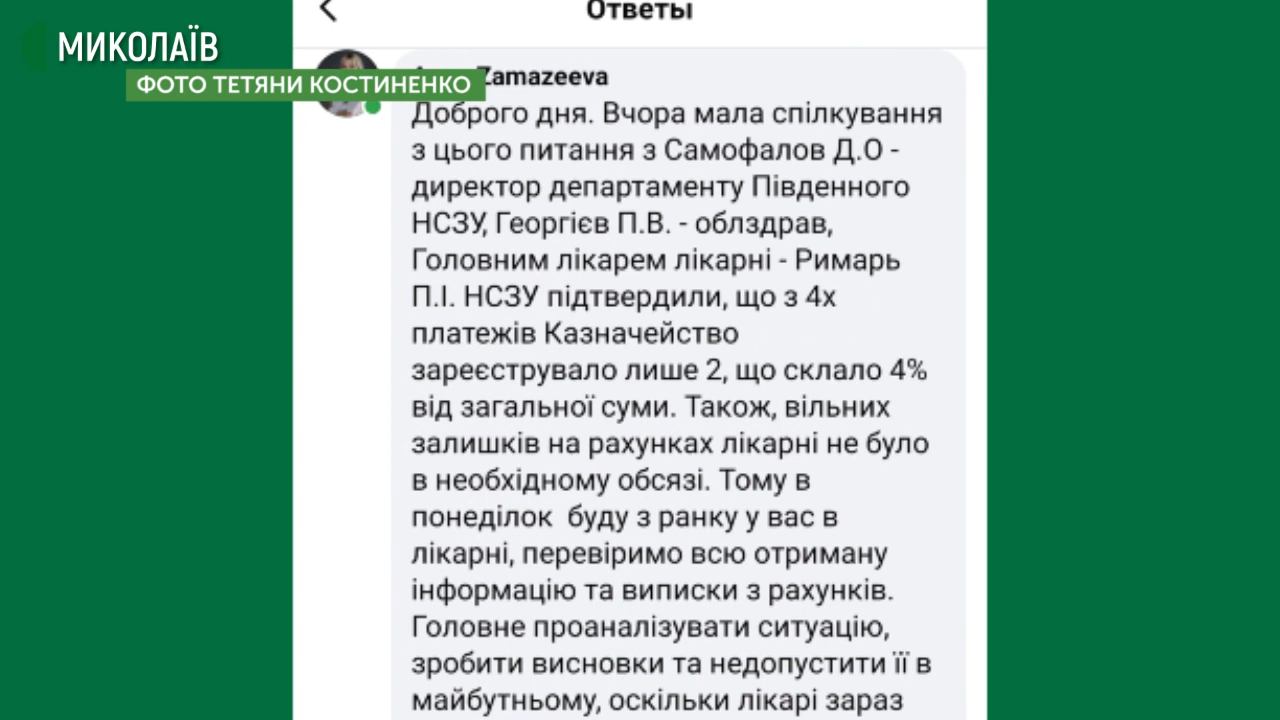 Ответы
МИКОЛАЇВ
ФОТО ТЕТЯНИ КОСТИНЕНКО
Zamazeeva
Доброго дня. Вчора мала спілкування
з цього питання з Самофалов Д.О -
директор департаменту Південного
НСЗУ, Георгієв П.В. - облздрав,
Головним лікарем лікарні - Римарь
П.І. НСЗУ підтвердили, що з 4х
платежів Казначейство
зареєструвало лише 2, що склало 4%
від загальної суми. Також, вільних
залишків на рахунках лікарні не було
в необхідному обсязі. Тому в
понеділок  буду з ранку у вас в
лікарні, перевіримо всю отриману
інформацію та виписки з рахунків.
Головне проаналізувати ситуацію,
зробити висновки та недопустити її в
майбутньому, оскільки лікарі зараз